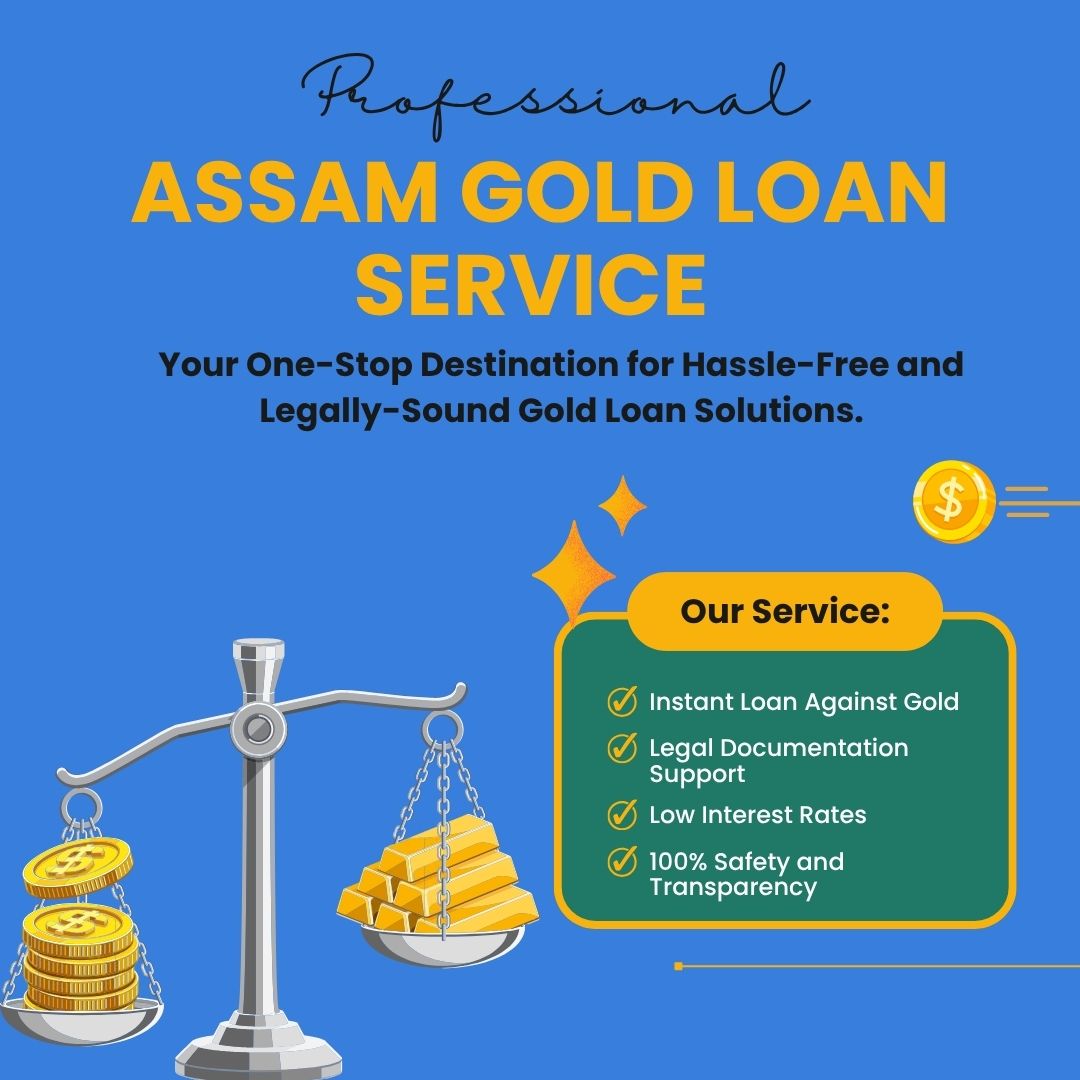 Professional
ASSAM GOLD LOAN
SERVICE
Your One-Stop Destination for Hassle-Free and
Legally-Sound Gold Loan Solutions.
$
Our Service:
Instant Loan Against Gold
Legal Documentation
Support
Low Interest Rates
100% Safety and
Transparency
$
$